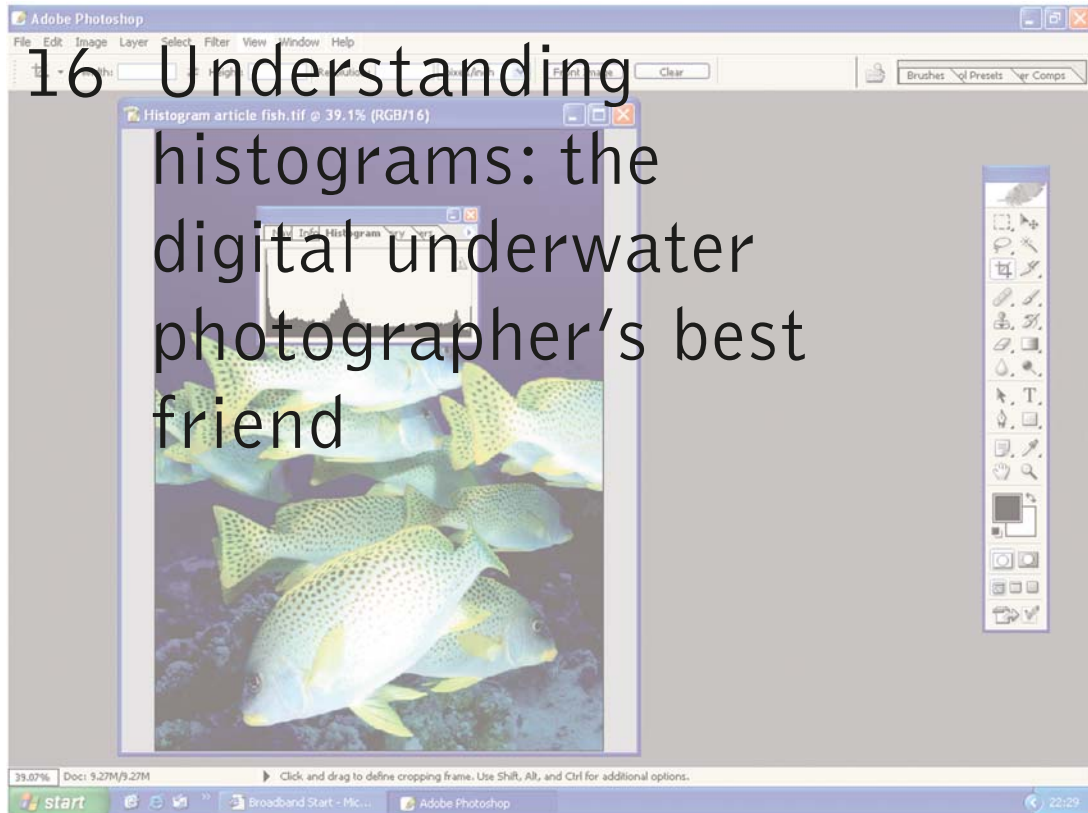 Adobe Photoshop
File Edit Image Layer Select Filter View Window Help
Clear
Brushes
16 Understanding
histograms: the
digital underwater
photographer's best
friend
Histogram article fish.tif @ 39.1% (RGB/16)
Info Histogram
39.07% Doc: 9.27M/9.27M Click and drag to define cropping frame. Use Shift, Alt, and Ctrl for additional options.
start Broadband Start - Mic... Adobe Photoshop 22:29